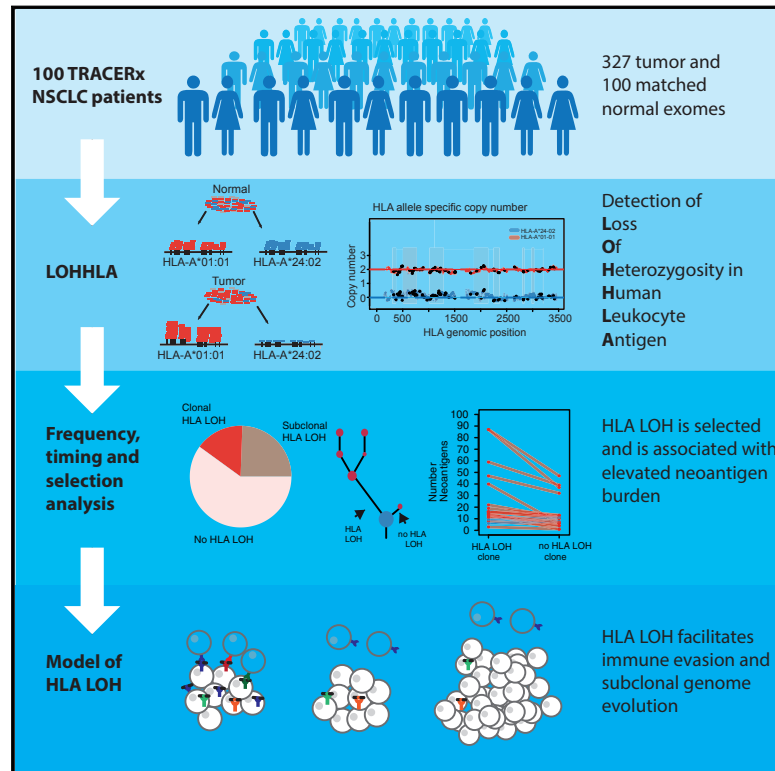 100 TRACERx
NSCLC patients
327 tumor and
100 matched
normal exomes
LOHHLA
Normal
HLA-A*01:01
HLA-A*24:02
Tumor
HLA-A*01:01
HLA-A*24:02
HLA allele specific copy number
HLA-A*24-02
HLA-A*01-01
Copy number
3
2
1
0
0
500
1500
2500
3500
HLA genomic position
Detection of
Loss
Of
Heterozygosity in
Human
Leukocyte
Antigen
Frequency,
timing and
selection
analysis
Clonal
HLA LOH
Subclonal
HLA LOH
No HLA LOH
HLA
LOH
no HLA
LOH
Number
Neoantigens
100
90
80
70
60
50
40
30
20
10
0
HLA LOH
clone
no HLA LOH
clone
HLA LOH is selected
and is associated with
elevated neoantigen
burden
Model of
HLA LOH
HLA LOH facilitates
immune evasion and
subclonal genome
evolution